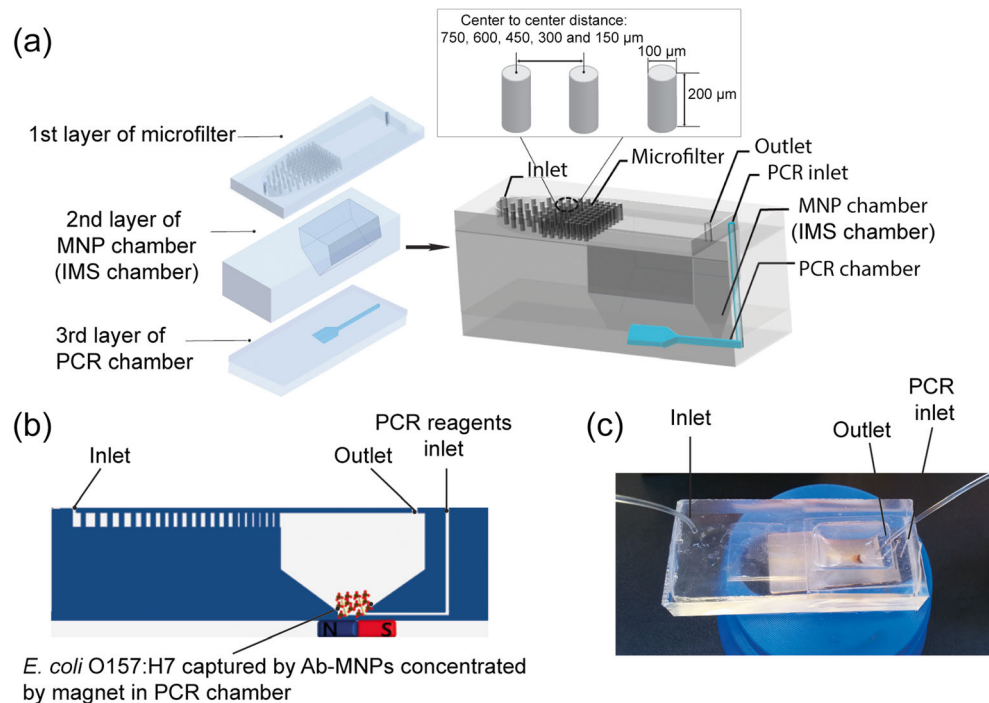 (a)
Center to center distance:
750, 600, 450, 300 and 150 µm
100 µm
200 µm
1st layer of microfilter
2nd layer of
MNP chamber
(IMS chamber)
3rd layer of
PCR chamber
Inlet
Microfilter
Outlet
PCR inlet
MNP chamber
(IMS chamber)
PCR chamber
(b)
Inlet
Outlet
PCR reagents
inlet
N
S
E. coli O157:H7 captured by Ab-MNPs concentrated
by magnet in PCR chamber
(c)
Inlet
Outlet
PCR
inlet